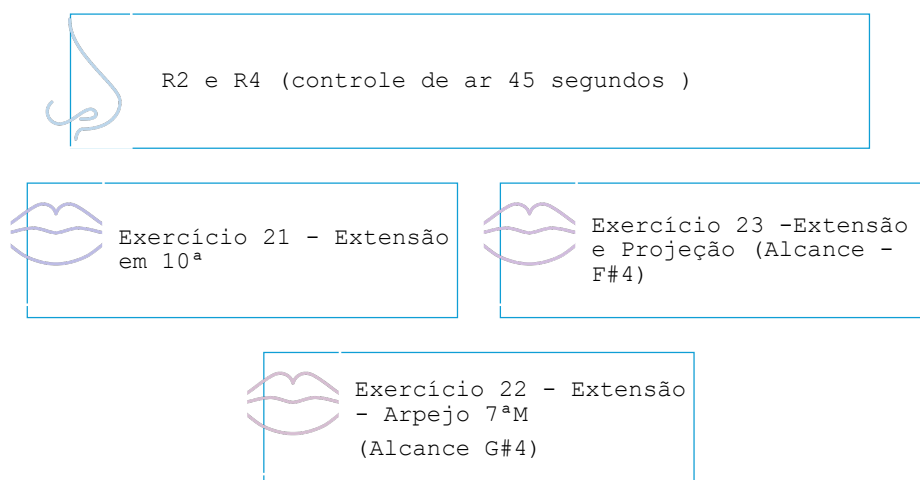 R2 e R4 (controle de ar 45 segundos )
Exercício 21 - Extensão
em 10ª
Exercício 23 -Extensão
e Projeção (Alcance -
F#4)
Exercício 22 - Extensão
- Arpejo 7ªM
(Alcance G#4)